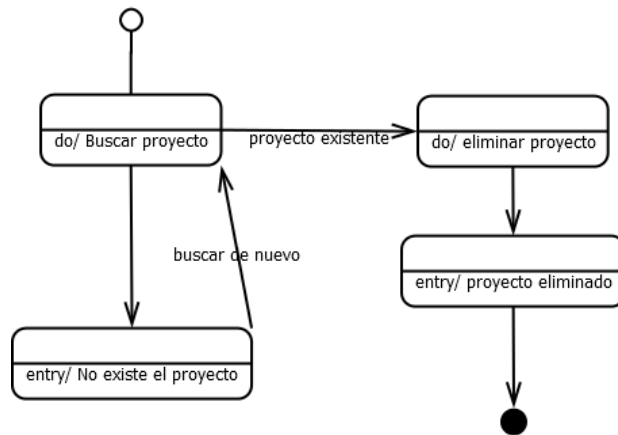 do/ Buscar proyecto
proyecto existente
do/ eliminar proyecto
buscar de nuevo
entry/ proyecto eliminado
entry/ No existe el proyecto